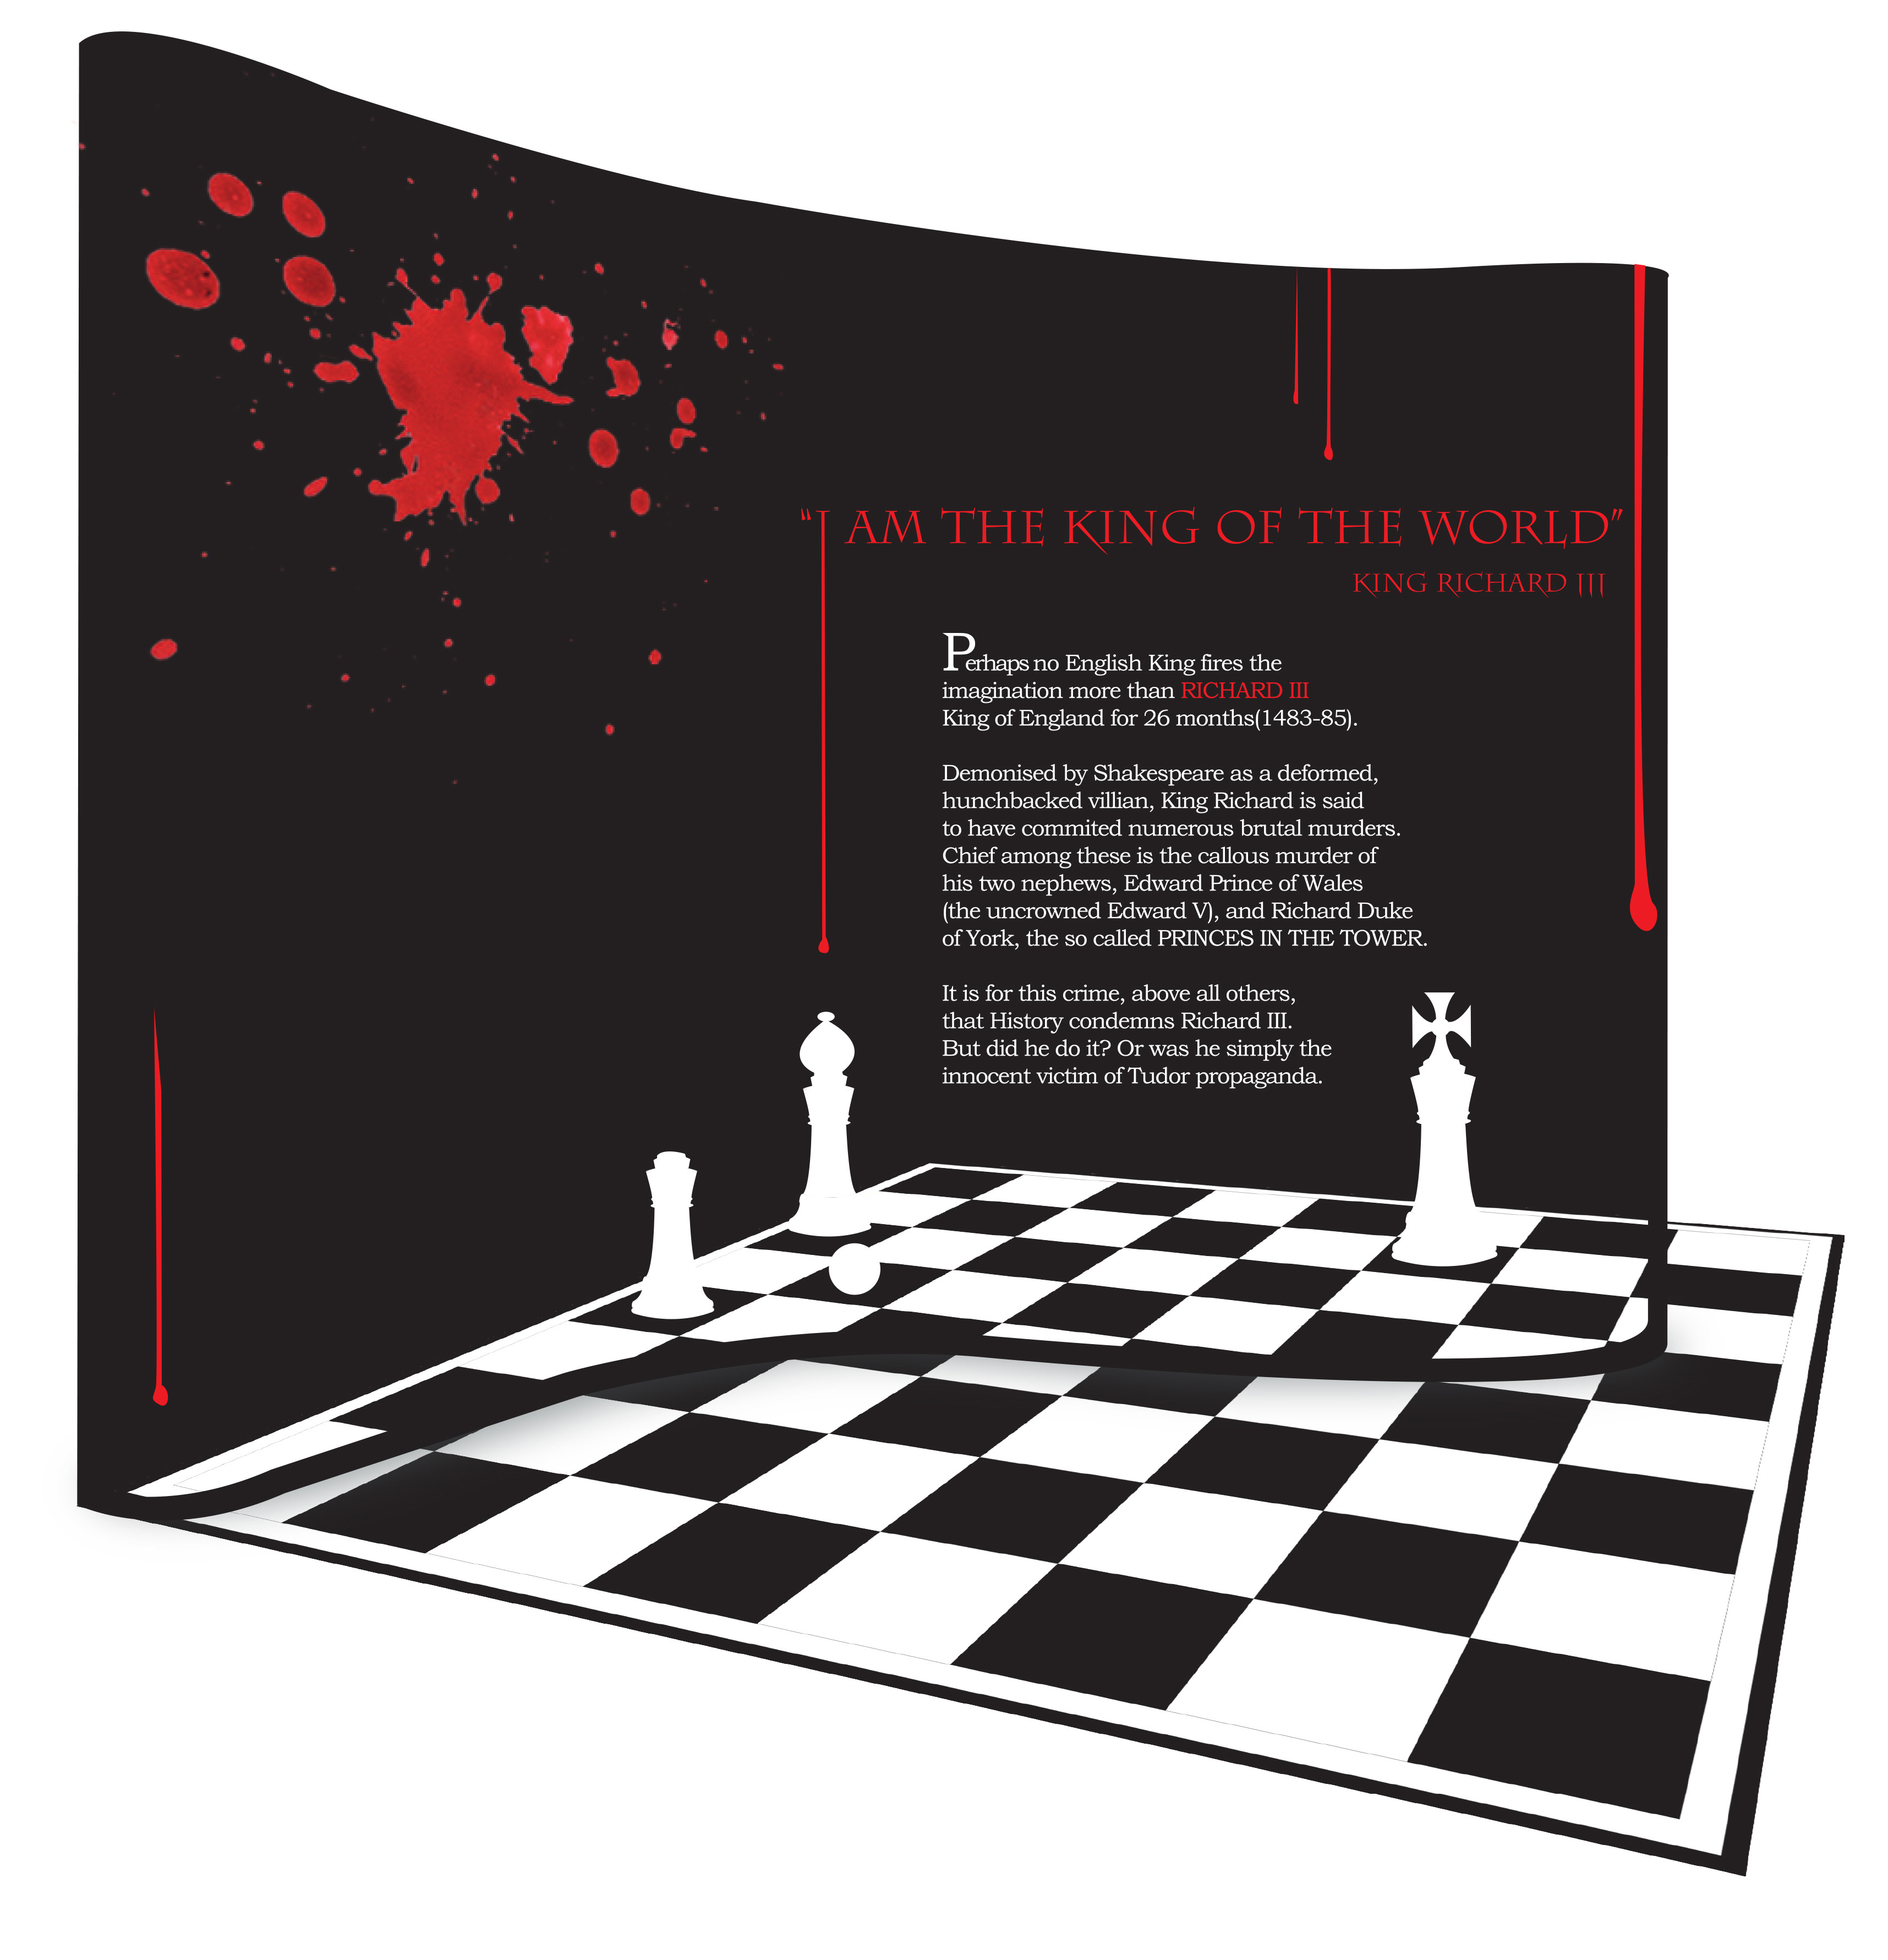 “I AM THE KING OF THE WORLD”
KING RICHARD III
Perhaps no English King fires the
imagination more than RICHARD III
King of England for 26 months(1483-85).
Demonised by Shakespeare as a deformed,
hunchbacked villian, King Richard is said
to have commited numerous brutal murders.
Chief among these is the callous murder of
his two nephews, Edward Prince of Wales
(the uncrowned Edward V), and Richard Duke
of York, the so called PRINCES IN THE TOWER.
It is for this crime, above all others,
that History condemns Richard III.
But did he do it? Or was he simply the
innocent victim of Tudor propaganda.